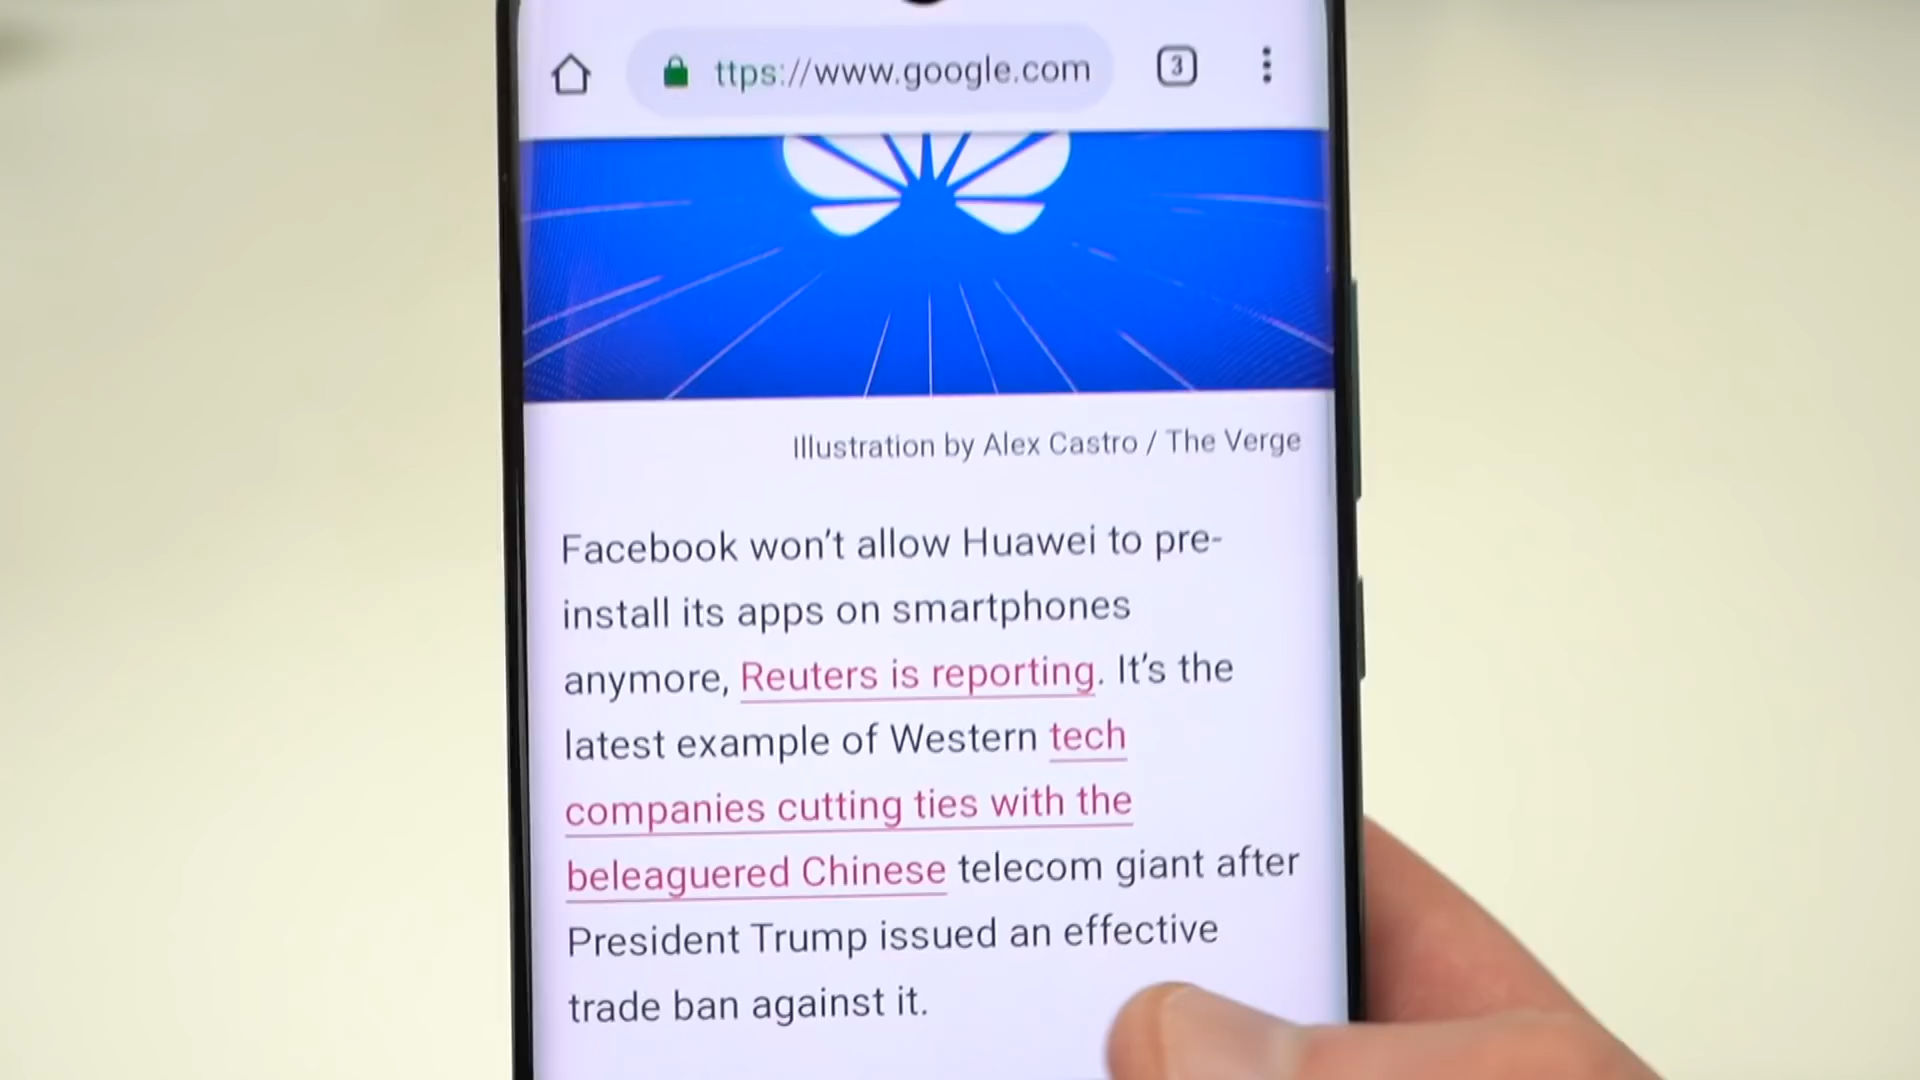 ttps://www.google.com
3
Illustration by Alex Castro / The Verge
Facebook won’t allow Huawei to pre-
install its apps on smartphones
anymore, Reuters is reporting. It’s the
latest example of Western tech
companies cutting ties with the
beleaguered Chinese telecom giant after
President Trump issued an effective
trade ban against it.